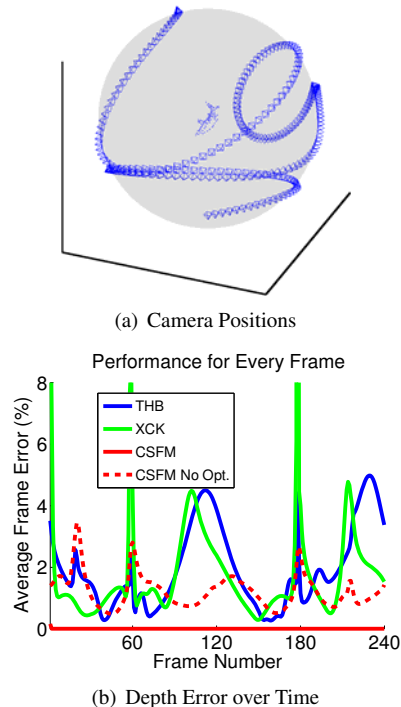 (a) Camera Positions
Performance for Every Frame
Average Frame Error (%)
8
6
4
2
0
THB
XCK
CSFM
CSFM No Opt.
60
120
180
240
Frame Number
(b) Depth Error over Time